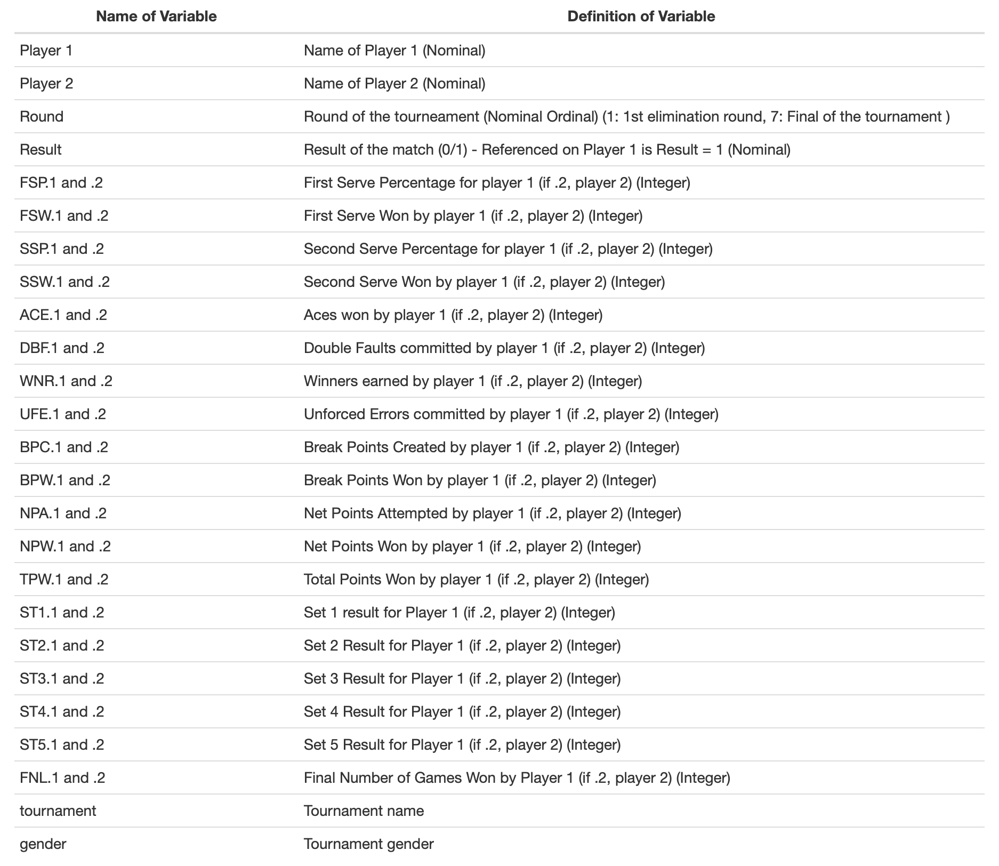 Name of Variable Definition of Variable
Player 1 Name of Player 1 (Nominal)
Player 2 Name of Player 2 (Nominal)
Round Round of the tourneament (Nominal Ordinal) (1: 1st elimination round, 7: Final of the tournament )
Result Result of the match (0/1) - Referenced on Player 1 is Result = 1 (Nominal)
FSP.1 and .2 First Serve Percentage for player 1 (if .2, player 2) (Integer)
FSW.1 and .2 First Serve Won by player 1 (if .2, player 2) (Integer)
SSP.1 and .2 Second Serve Percentage for player 1 (if .2, player 2) (Integer)
SSW.1 and .2 Second Serve Won by player 1 (if .2, player 2) (Integer)
ACE.1 and .2 Aces won by player 1 (if .2, player 2) (Integer)
DBF.1 and .2 Double Faults committed by player 1 (if .2, player 2) (Integer)
WNR.1 and .2 Winners earned by player 1 (if .2, player 2) (Integer)
UFE.1 and .2 Unforced Errors committed by player 1 (if .2, player 2) (Integer)
BPC.1 and .2 Break Points Created by player 1 (if .2, player 2) (Integer)
BPW.1 and .2 Break Points Won by player 1 (if .2, player 2) (Integer)
NPA.1 and .2 Net Points Attempted by player 1 (if .2, player 2) (Integer)
NPW.1 and .2 Net Points Won by player 1 (if .2, player 2) (Integer)
TPW.1 and .2 Total Points Won by player 1 (if .2, player 2) (Integer)
ST1.1 and .2 Set 1 result for Player 1 (if .2, player 2) (Integer)
ST2.1 and .2 Set 2 Result for Player 1 (if .2, player 2) (Integer)
ST3.1 and .2 Set 3 Result for Player 1 (if .2, player 2) (Integer)
ST4.1 and .2 Set 4 Result for Player 1 (if .2, player 2) (Integer)
ST5.1 and .2 Set 5 Result for Player 1 (if .2, player 2) (Integer)
FNL.1 and .2 Final Number of Games Won by Player 1 (if .2, player 2) (Integer)
tournament Tournament name
gender Tournament gender